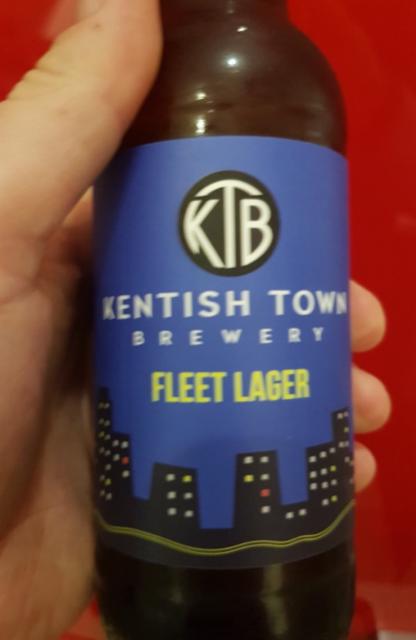 KTB
KENTISH TOWN
BREWERY
FLEET LAGER